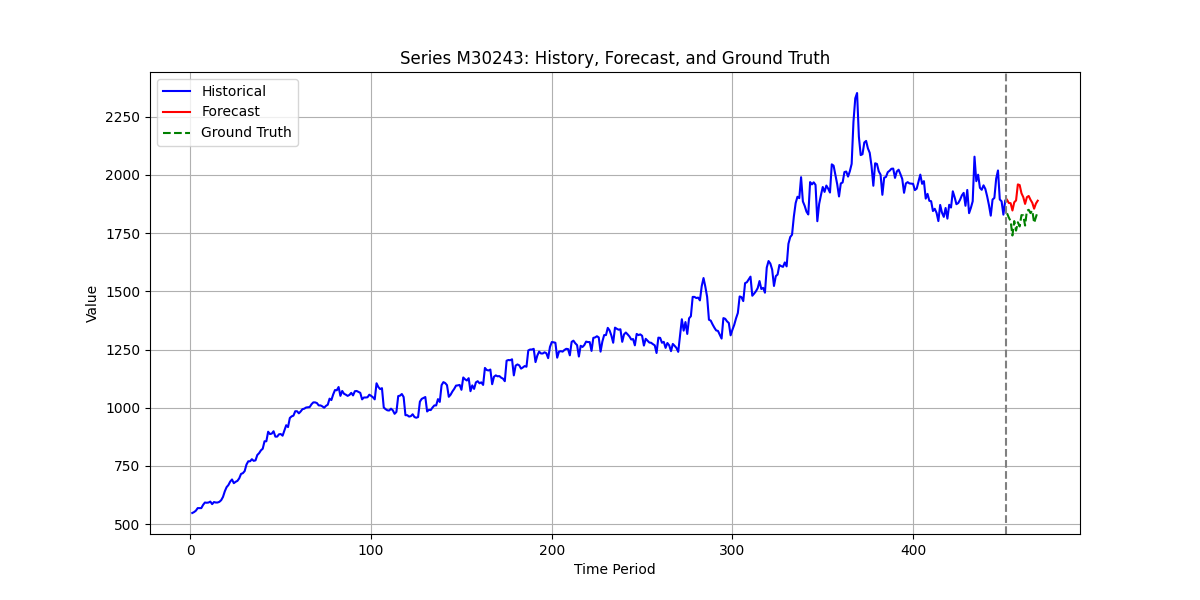 Series M30243: History, Forecast, and Ground Truth
Historical
Forecast
Ground Truth
2250
2000
1750
1500
1250
1000
750
500
0
100
200
300
400
Value
Time Period